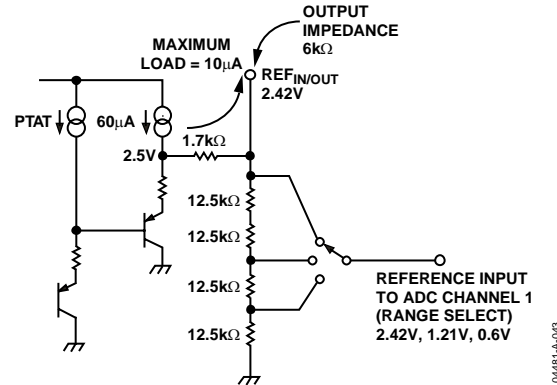 OUTPUT
IMPEDANCE
6kΩ
MAXIMUM
LOAD = 10μA
REFIN/OUT
2.42V
PTAT
60μA
1.7kΩ
2.5V
12.5kΩ
12.5kΩ
12.5kΩ
12.5kΩ
REFERENCE INPUT
TO ADC CHANNEL 1
(RANGE SELECT)
2.42V, 1.21V, 0.6V
04481-A-043